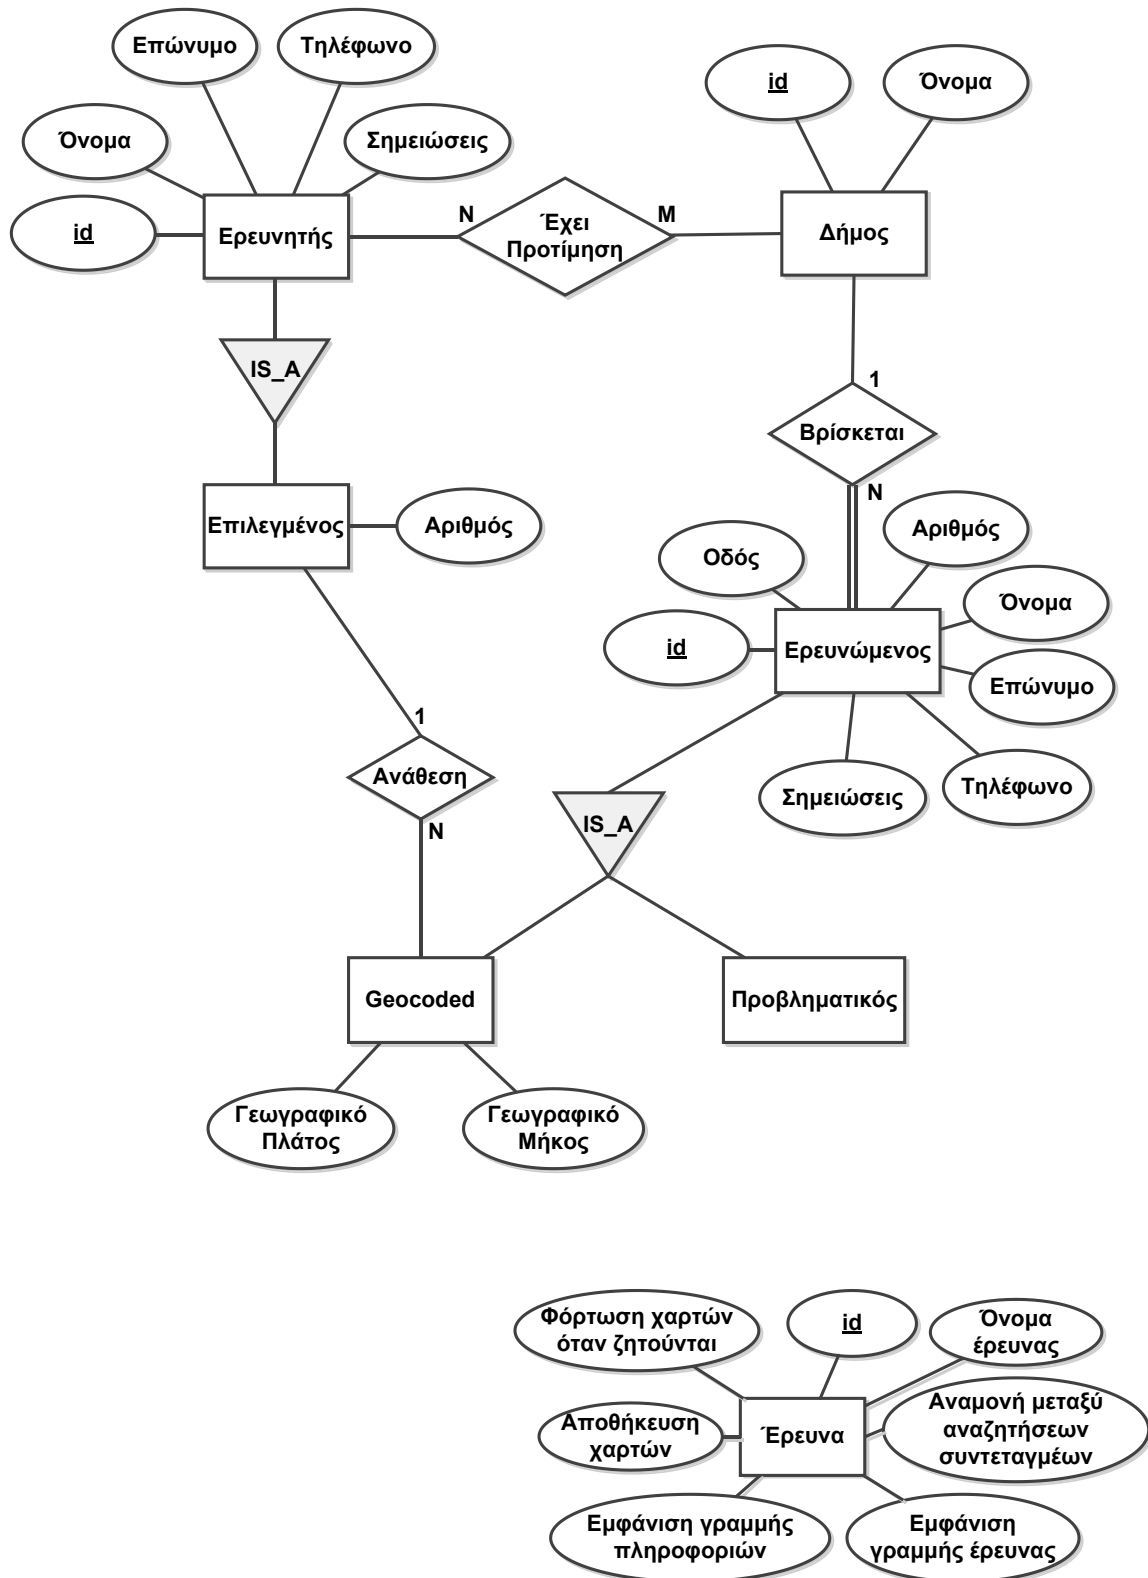 Επώνυμο
Τηλέφωνο
Όνομα
Σημειώσεις
id
Ερευνητής
N
Έχει
Προτίμηση
M
id
Όνομα
Δήμος
IS_A
1
Βρίσκεται
N
Επιλεγμένος
Αριθμός
Οδός
Αριθμός
Όνομα
id
Ερευνώμενος
Επώνυμο
Σημειώσεις
Τηλέφωνο
1
Ανάθεση
N
IS_A
Geocoded
Προβληματικός
Γεωγραφικό
Πλάτος
Γεωγραφικό
Μήκος
Φόρτωση χαρτών
όταν ζητούνται
id
Όνομα
έρευνας
Αποθήκευση
χαρτών
Έρευνα
Αναμονή μεταξύ
αναζητήσεων
συντεταγμέων
Εμφάνιση γραμμής
πληροφοριών
Εμφάνιση
γραμμής έρευνας